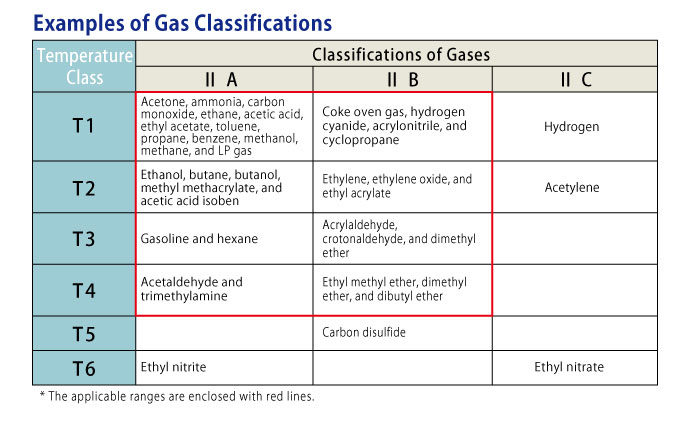 Examples of Gas Classifications
Temperature
Class
Classifications of Gases
II A
II B
II C
T1
Acetone, ammonia, carbon
monoxide, ethane, acetic acid,
ethyl acetate, toluene,
propane, benzene, methanol,
methane, and LP gas
Coke oven gas, hydrogen
cyanide, acrylonitrile, and
cyclopropane
Hydrogen
T2
Ethanol, butane, butanol,
methyl methacrylate, and
acetic acid isoben
Ethylene, ethylene oxide, and
ethyl acrylate
Acetylene
T3
Gasoline and hexane
Acrylaldehyde,
crotonaldehyde, and dimethyl
ether
T4
Acetaldehyde and
trimethylamine
Ethyl methyl ether, dimethyl
ether, and dibutyl ether
T5
Carbon disulfide
T6
Ethyl nitrite
Ethyl nitrate
* The applicable ranges are enclosed with red lines.